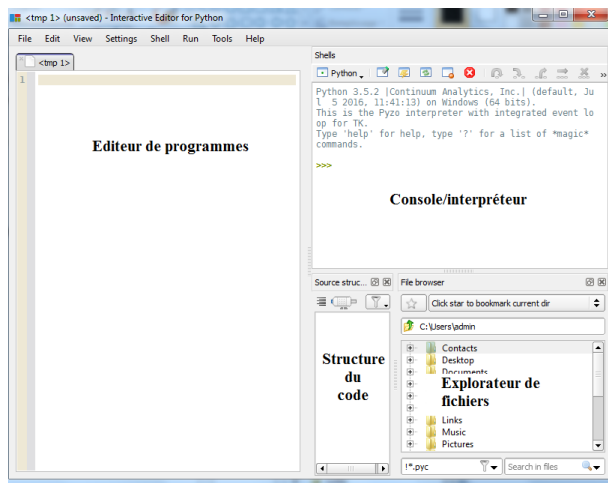 <tmp 1> (unsaved) - Interactive Editor for Python
File Edit View Settings Shell Run Tools Help
<tmp 1>
1
Editeur de programmes
Shells
Python
Python 3.5.2 |Continuum Analytics, Inc.| (default, Ju
l  5 2016, 11:41:13) on Windows (64 bits).
This is the Pyzo interpreter with integrated event lo
op for TK.
Type 'help' for help, type '?' for a list of *magic*
commands.
>>>
Console/interpréteur
Source struc...
Structure
du
code
File browser
Click star to bookmark current dir
C:\Users\admin
Contacts
Desktop
Documents
Explorateur de
fichiers
Links
Music
Pictures
!*.pyc
Search in files